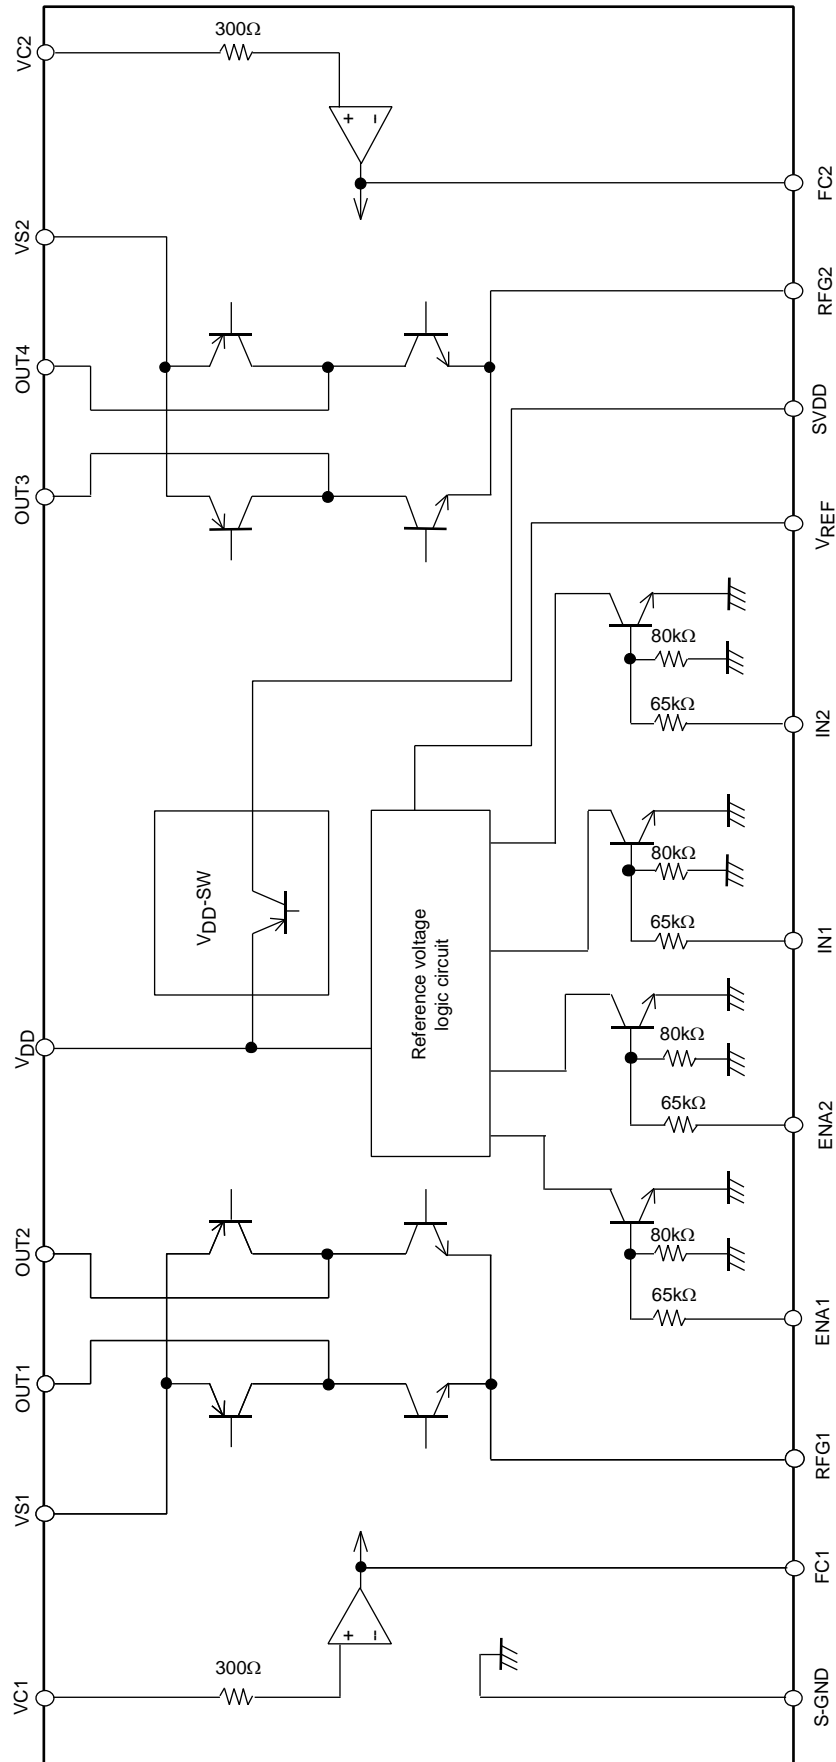 VC2
300Ω
+ −
FC2
VS2
RFG2
OUT4
SVDD
OUT3
VREF
80kΩ
65kΩ
IN2
VDD-SW
80kΩ
65kΩ
IN1
Reference voltage
logic circuit
VDD
80kΩ
65kΩ
ENA2
OUT2
80kΩ
65kΩ
ENA1
OUT1
RFG1
VS1
FC1
+ −
300Ω
VC1
S-GND